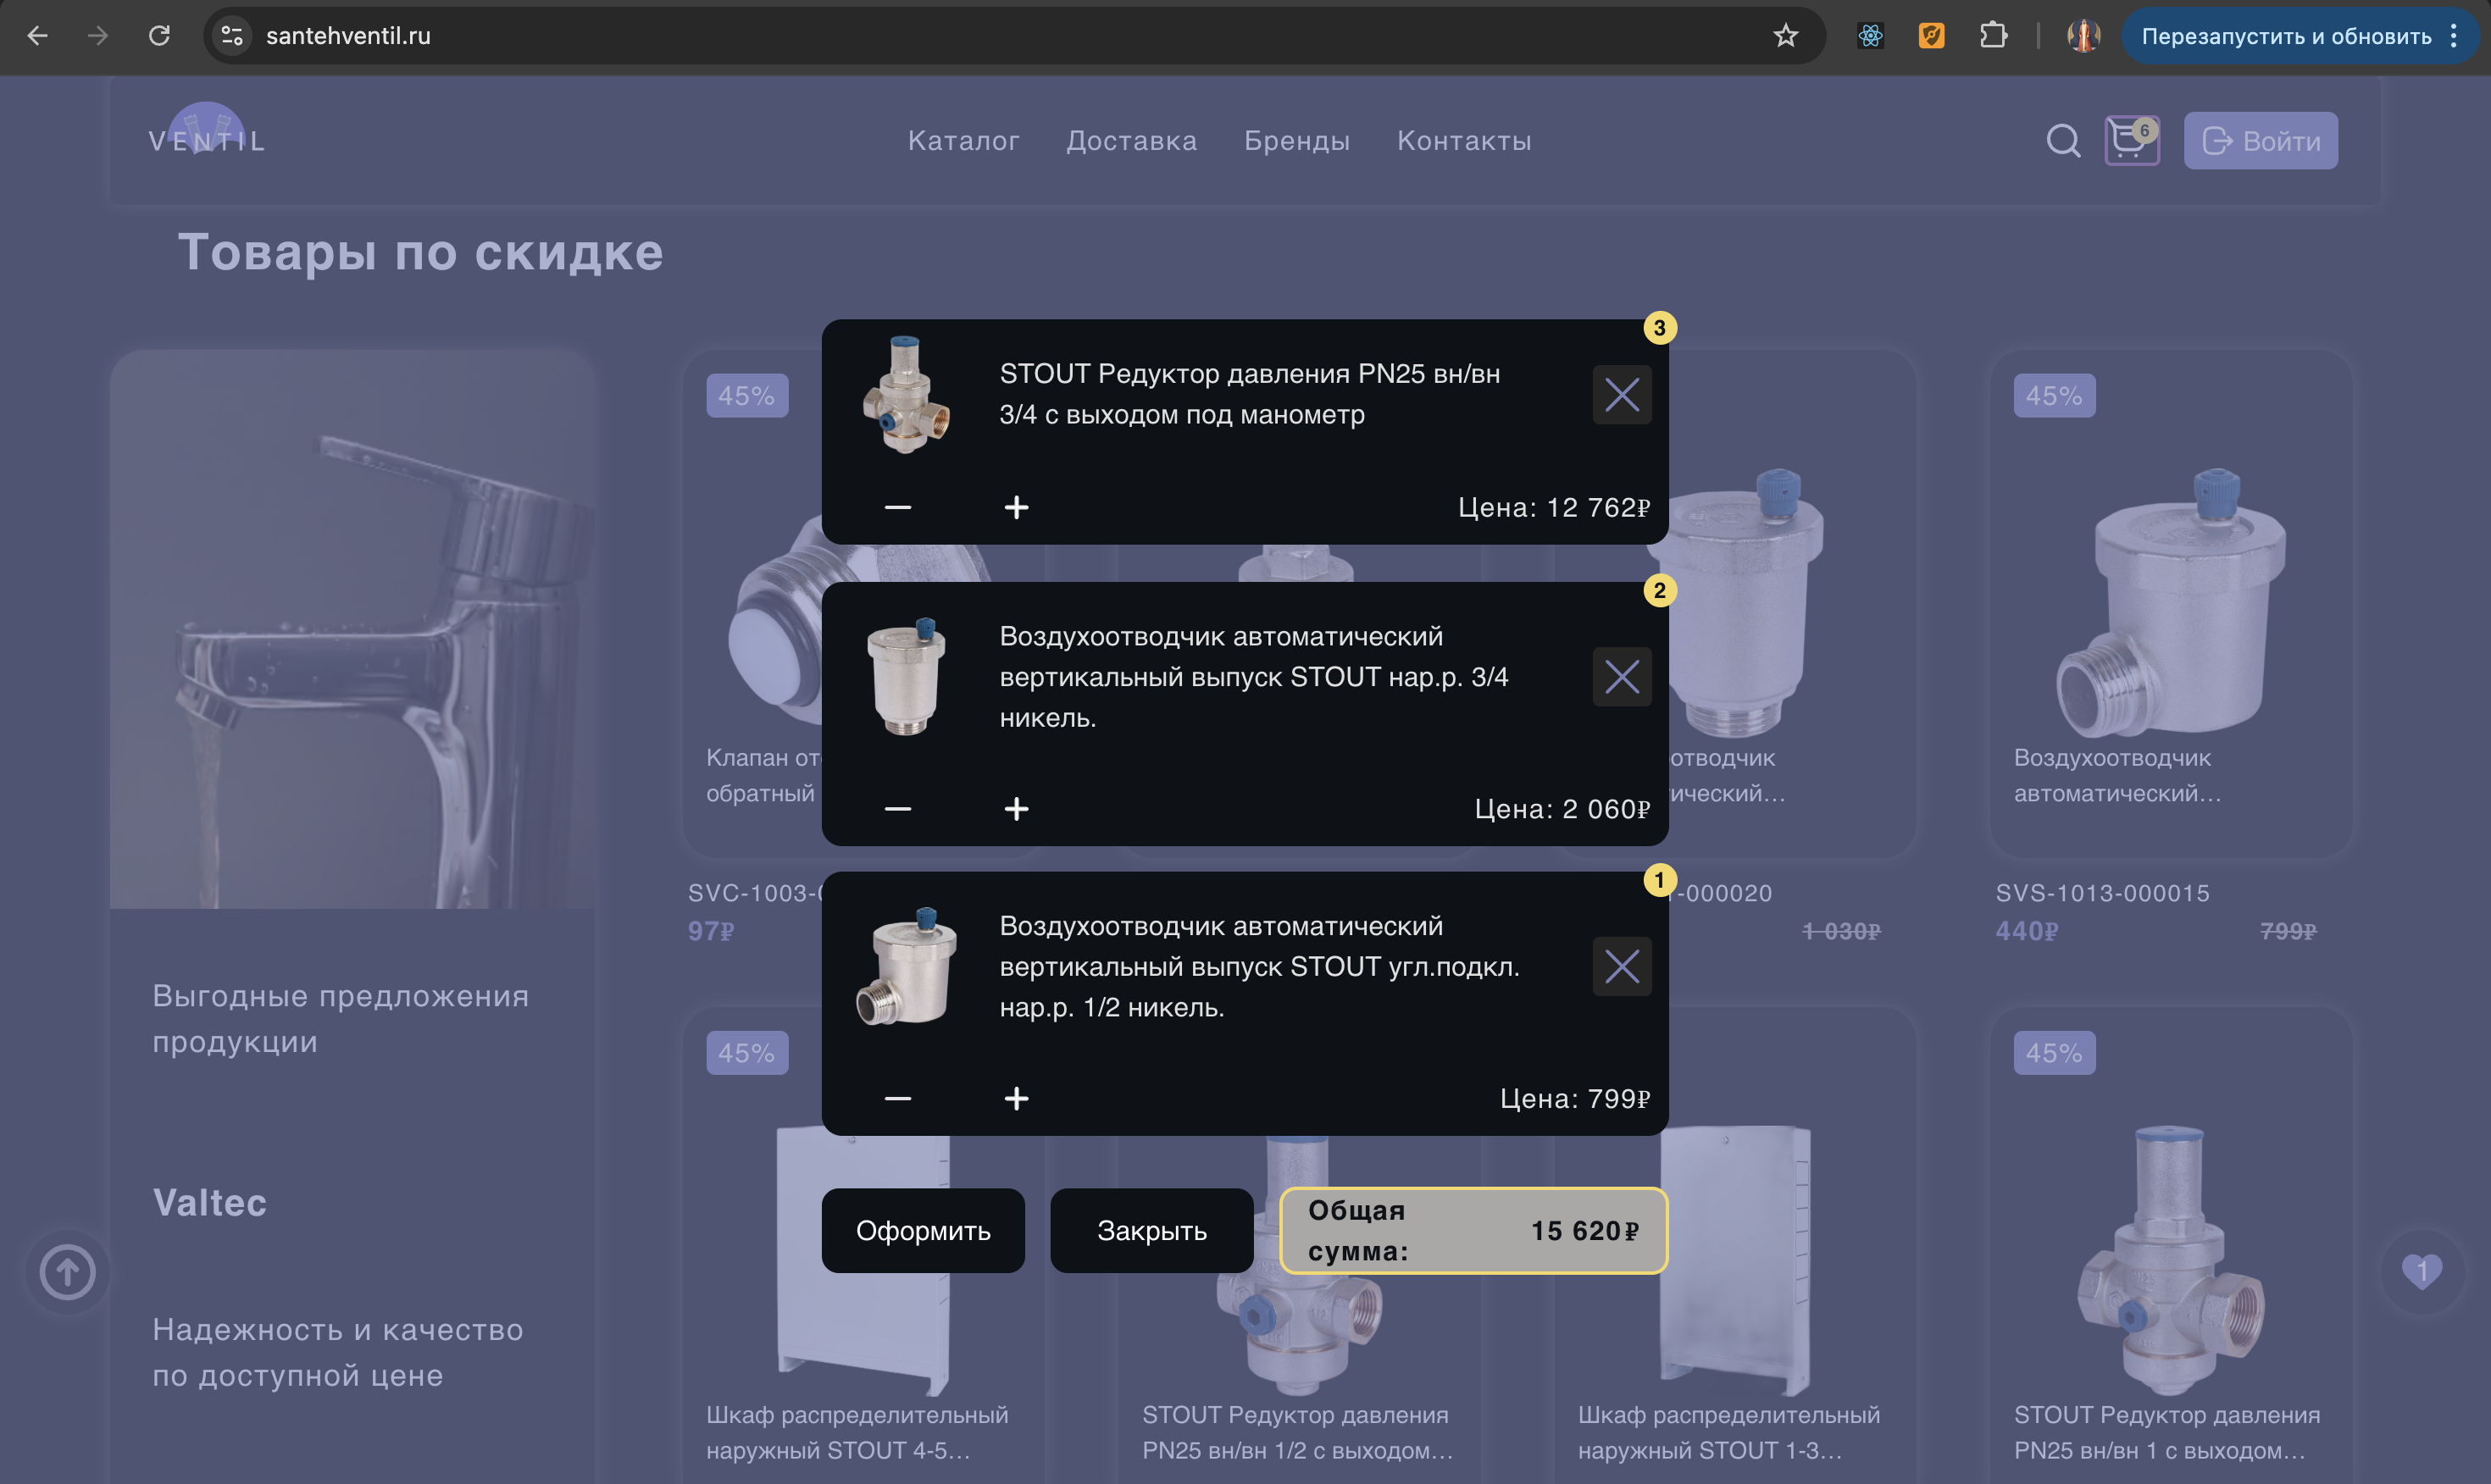 santehventil.ru
Перезапустить и обновить
VENTIL
Каталог
Доставка
Бренды
Контакты
6
Войти
Товары по скидке
3
STOUT Редуктор давления PN25 вн/вн
3/4 с выходом под манометр
Цена: 12 762₽
2
Воздухоотводчик автоматический
вертикальный выпуск STOUT нар.р. 3/4
никель.
Цена: 2 060₽
1
Воздухоотводчик автоматический
вертикальный выпуск STOUT угл.подкл.
нар.р. 1/2 никель.
Цена: 799₽
Оформить
Закрыть
Общая
сумма:
15 620₽
45%
Клапан
обратный
SVC-1003-
97₽
-000020
1 030₽
45%
Воздухоотводчик
автоматический...
SVS-1013-000015
440₽
799₽
Выгодные предложения
продукции
Valtec
Надежность и качество
по доступной цене
45%
Шкаф распределительный
наружный STOUT 4-5...
STOUT Редуктор давления
PN25 вн/вн 1/2 с выходом...
Шкаф распределительный
наружный STOUT 1-3...
45%
STOUT Редуктор давления
PN25 вн/вн 1 с выходом...
1